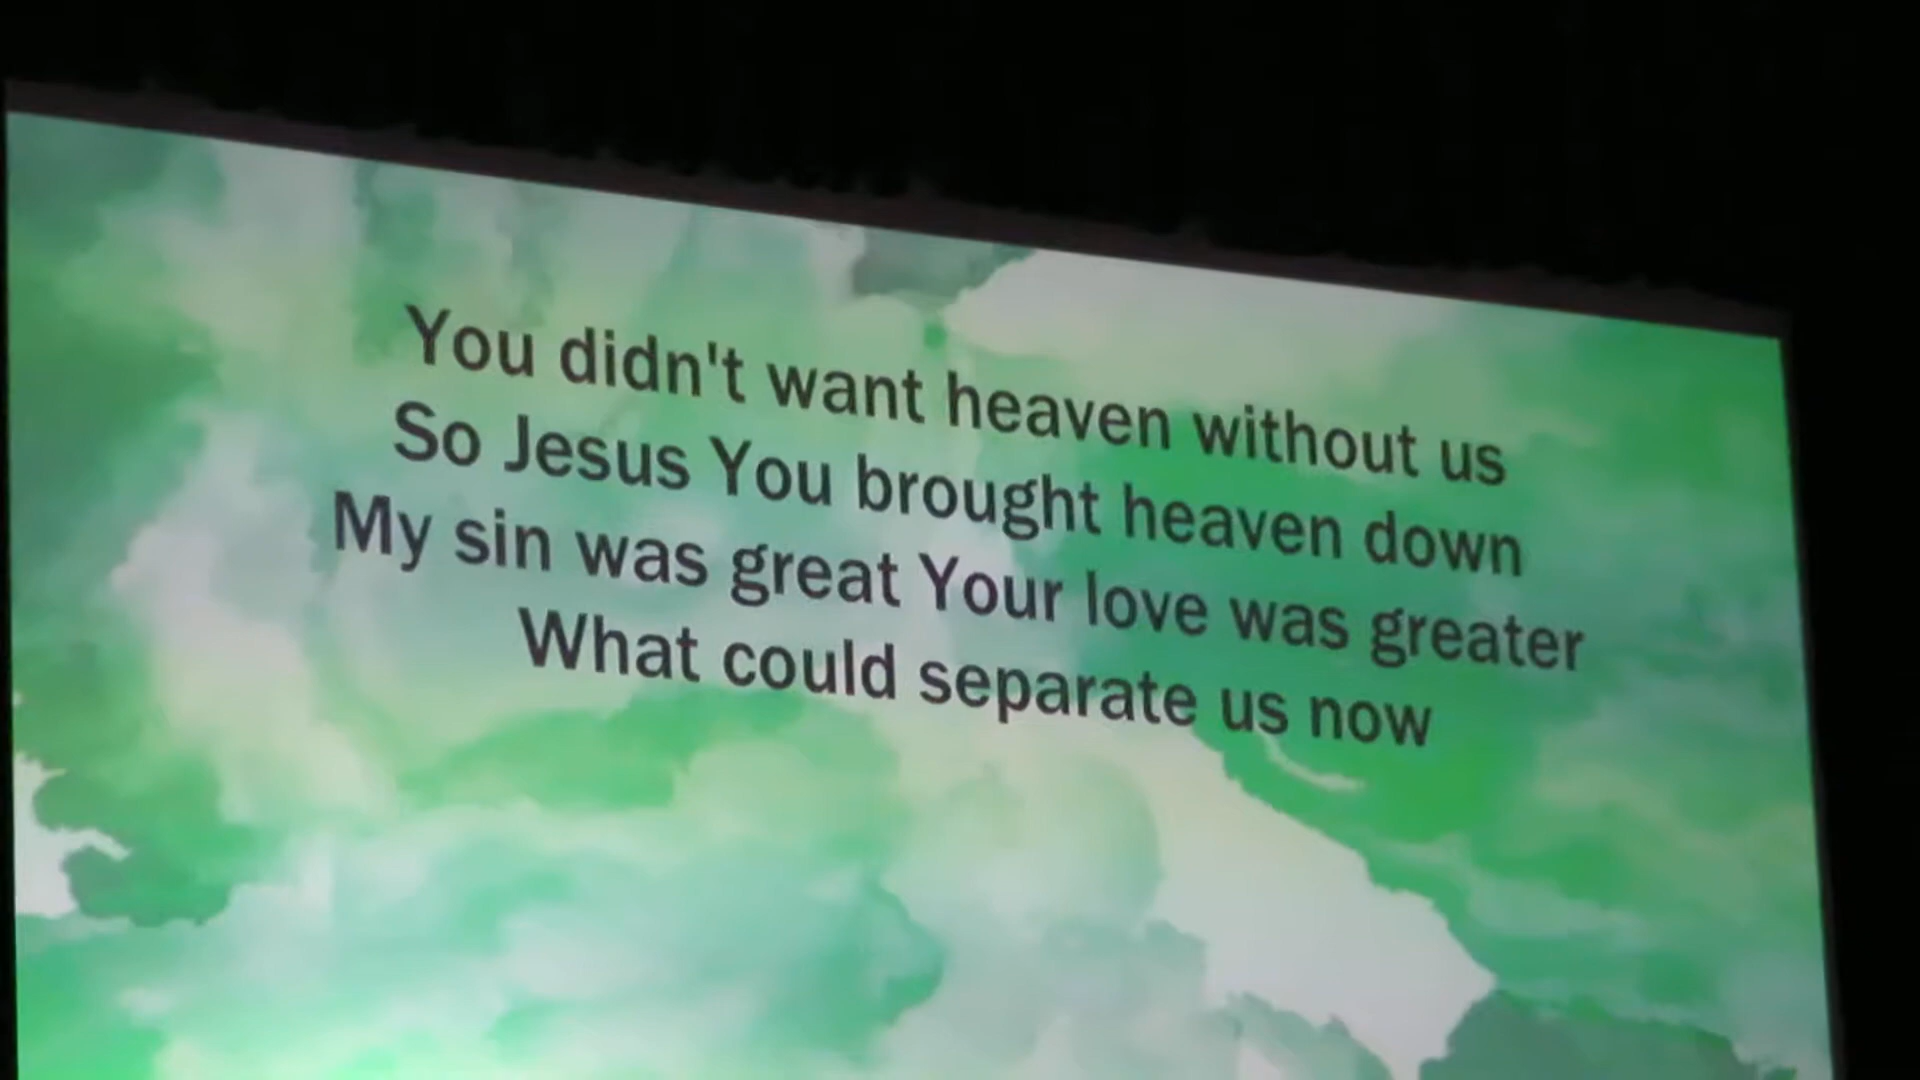 You didn't want heaven without us
So Jesus You brought heaven down
My sin was great Your love was greater
What could separate us now